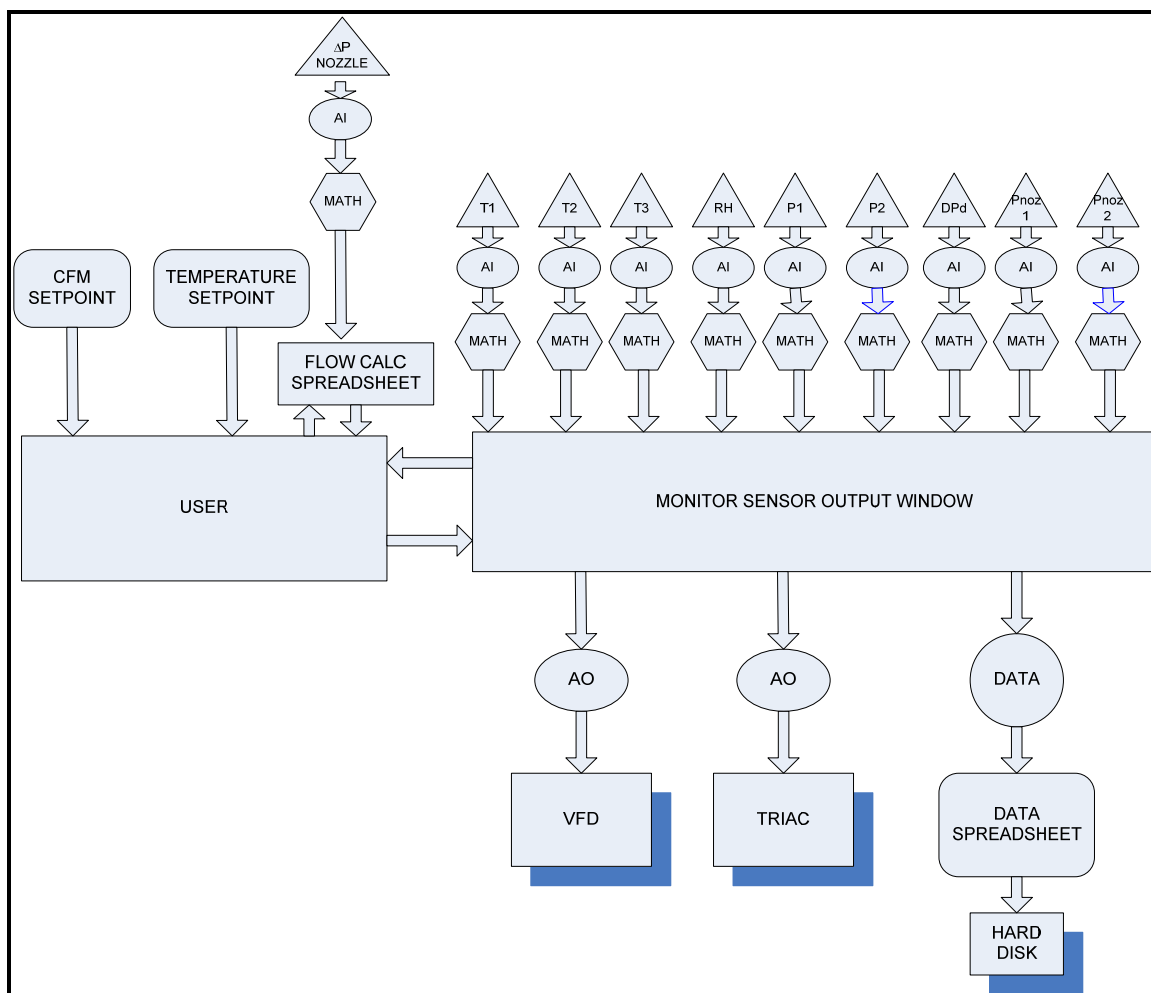 ΔP
NOZZLE
AI
MATH
T1
T2
T3
RH
P1
P2
DPd
Pnoz
1
Pnoz
2
AI
AI
AI
AI
AI
AI
AI
AI
AI
CFM
SETPOINT
TEMPERATURE
SETPOINT
MATH
MATH
MATH
MATH
MATH
MATH
MATH
MATH
MATH
FLOW CALC
SPREADSHEET
USER
MONITOR SENSOR OUTPUT WINDOW
AO
AO
DATA
VFD
TRIAC
DATA
SPREADSHEET
HARD
DISK